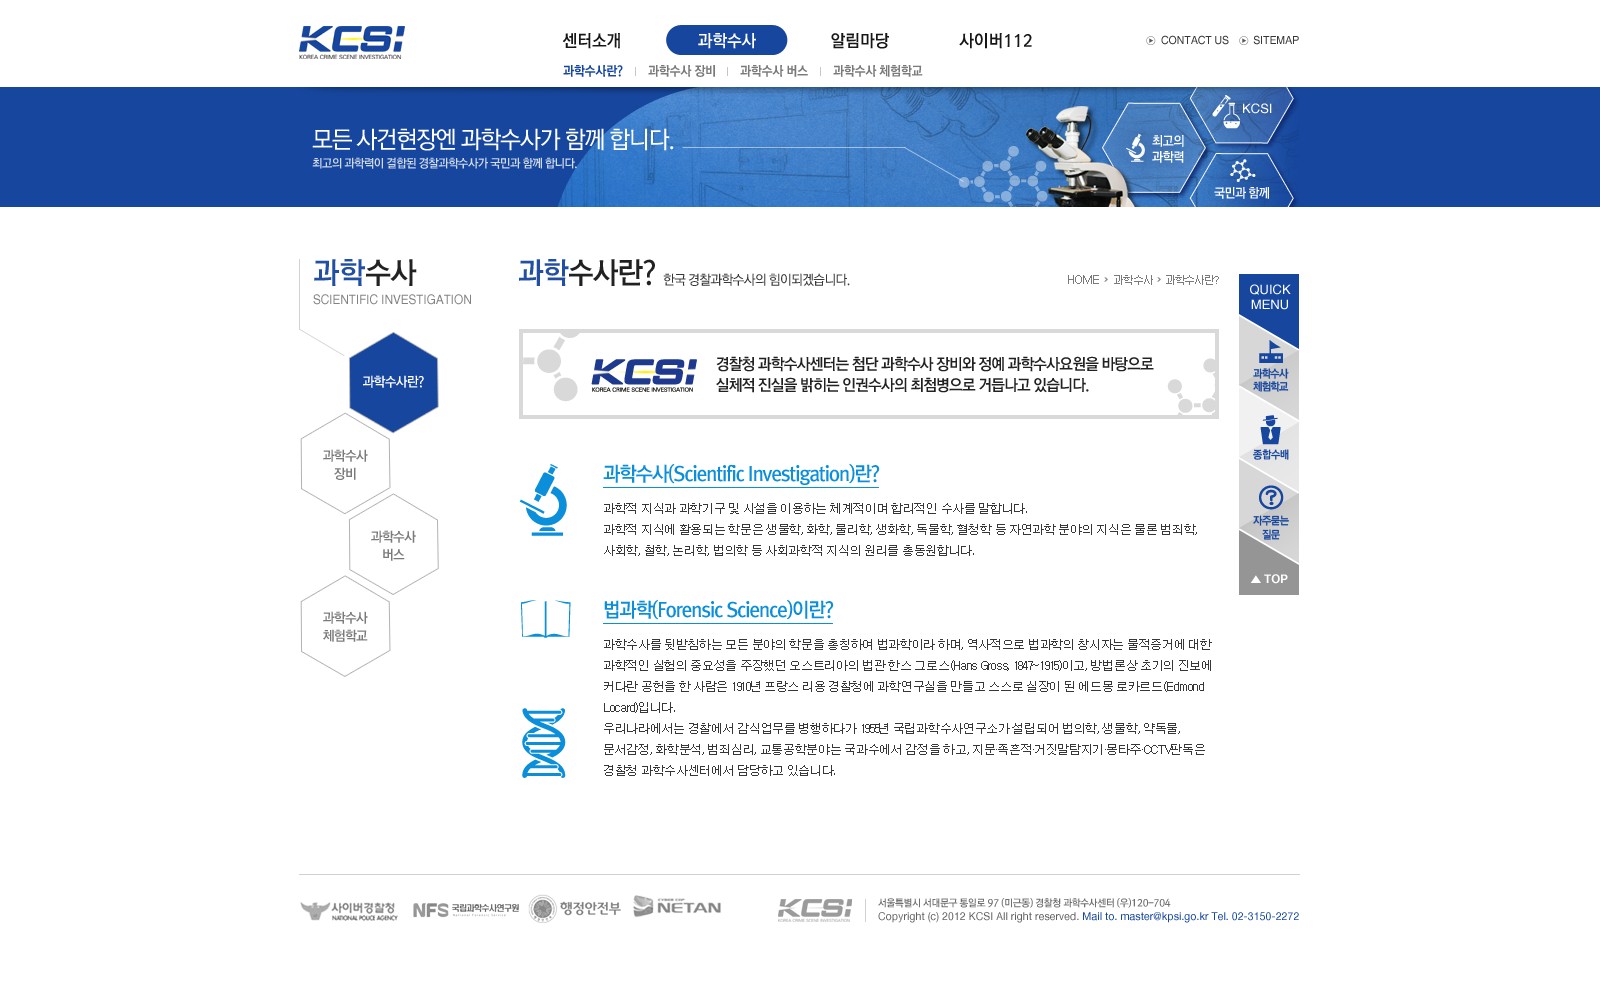 KCSI
KOREA CRIME SCENE INVESTIGATION
센터소개
과학수사
알림마당
사이버112
CONTACT US
SITEMAP
과학수사란?
과학수사 장비
과학수사 버스
과학수사 체험학교
모든 사건현장엔 과학수사가 함께 합니다.
최고의 과학력이 결합된 경찰과학수사가 국민과 함께 합니다.
최고의
과학력
KCSI
국민과 함께
과학수사
SCIENTIFIC INVESTIGATION
과학수사란?
과학수사
장비
과학수사
버스
과학수사
체험학교
과학수사란? 한국 경찰과학수사의 힘이되겠습니다.
HOME > 과학수사 > 과학수사란?
KCSI
KOREA CRIME SCENE INVESTIGATION
경찰청 과학수사센터는 첨단 과학수사 장비와 정예 과학수사요원을 바탕으로
실체적 진실을 밝히는 인권수사의 최첨병으로 거듭나고 있습니다.
과학수사(Scientific Investigation)란?
과학적 지식과 과학기구 및 시설을 이용하는 체계적이며 합리적인 수사를 말합니다.
과학적 지식에 활용되는 학문은 생물학, 화학, 물리학, 생화학, 독물학, 혈청학 등 자연과학 분야의 지식은 물론 범죄학,
사회학, 철학, 논리학, 법의학 등 사회과학적 지식의 원리를 총동원합니다.
법과학(Forensic Science)이란?
과학수사를 뒷받침하는 모든 분야의 학문을 총칭하여 법과학이라 하며, 역사적으로 법과학의 창시자는 물적증거에 대한
과학적인 실험의 중요성을 주장했던 오스트리아의 법관 한스 그로스(Hans Gross, 1847~1915)이고, 방법론상 초기의 진보에
커다란 공헌을 한 사람은 1910년 프랑스 리용 경찰청에 과학연구실을 만들고 스스로 실장이 된 에드몽 로카르드(Edmond
Locard)입니다.
우리나라에서는 경찰에서 감식업무를 병행하다가 1955년 국립과학수사연구소가 설립되어 법의학, 생물학, 약독물,
문서감정, 화학분석, 범죄심리, 교통공학분야는 국과수에서 감정을 하고, 지문·족흔적·거짓말탐지기·몽타주·CCTV판독은
경찰청 과학수사센터에서 담당하고 있습니다.
QUICK
MENU
과학수사
체험학교
종합수배
자주묻는
질문
TOP
사이버경찰청
NATIONAL POLICE AGENCY
NFS 국립과학수사연구원
행정안전부
NETAN
KCSI
KOREA CRIME SCENE INVESTIGATION
서울특별시 서대문구 통일로 97 (미근동) 경찰청 과학수사센터 (우)120-704
Copyright (c) 2012 KCSI All right reserved. Mail to. master@kpsi.go.kr Tel. 02-3150-2272